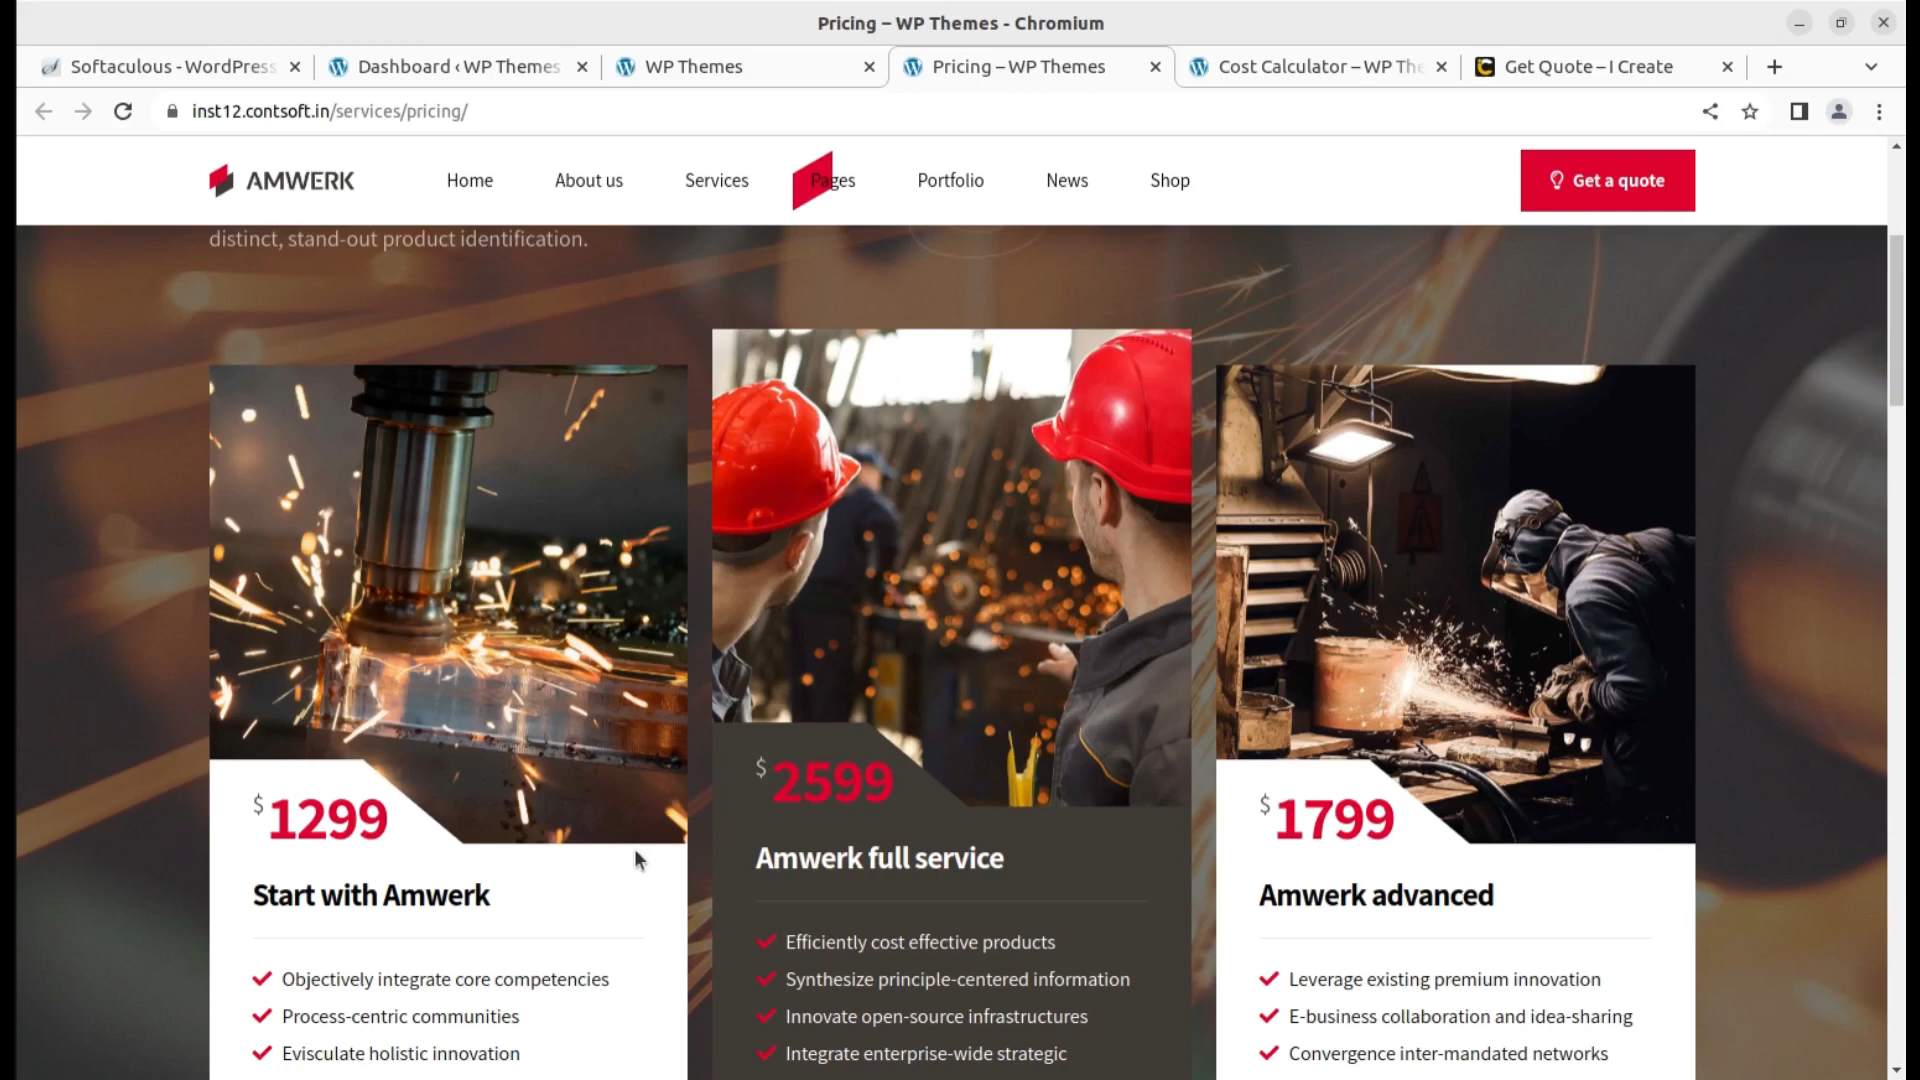 Pricing – WP Themes - Chromium
Softaculous - WordPress
Dashboard ‹ WP Themes
WP Themes
Pricing – WP Themes
Cost Calculator – WP The
Get Quote – I Create
inst12.contsoft.in/services/pricing/
AMWERK
Home
About us
Services
Pages
Portfolio
News
Shop
Get a quote
distinct, stand-out product identification.
$ 1299
Start with Amwerk
Objectively integrate core competencies
Process-centric communities
Evisculate holistic innovation
$ 2599
Amwerk full service
Efficiently cost effective products
Synthesize principle-centered information
Innovate open-source infrastructures
Integrate enterprise-wide strategic
$ 1799
Amwerk advanced
Leverage existing premium innovation
E-business collaboration and idea-sharing
Convergence inter-mandated networks